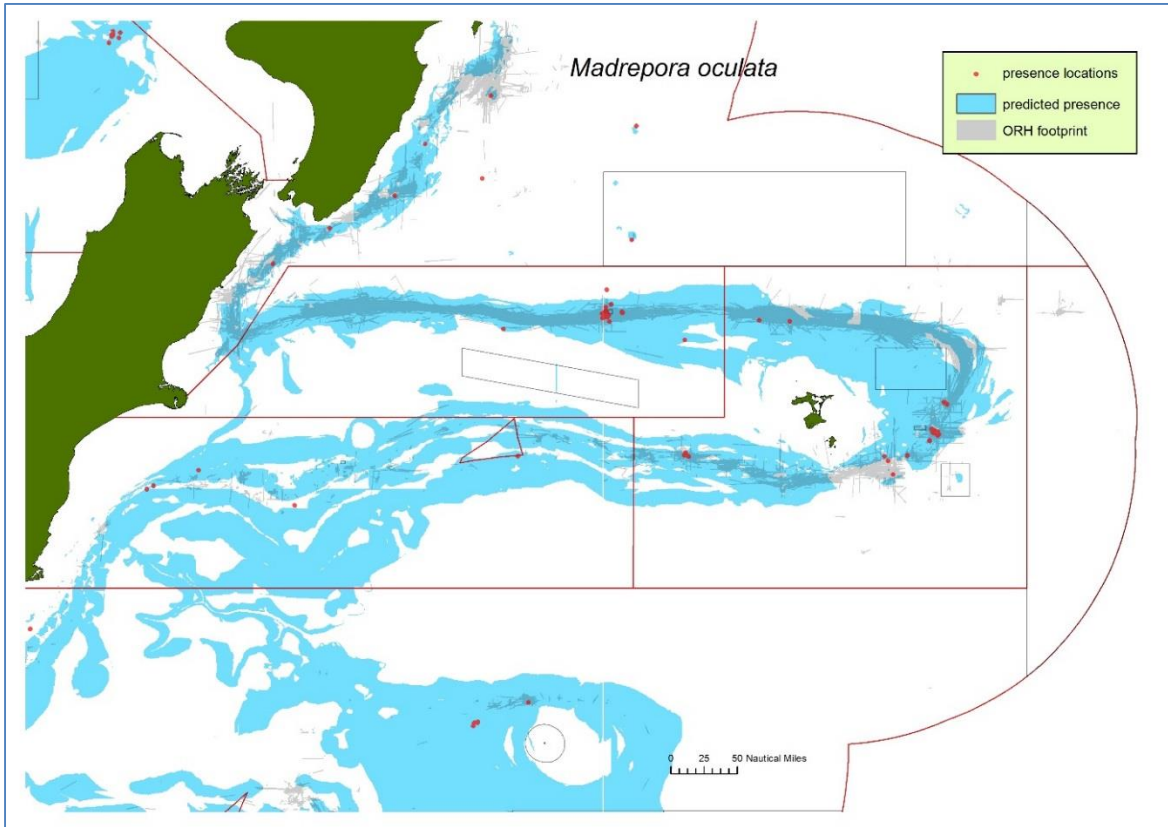 Madrepora oculata
presence locations
predicted presence
ORH footprint
0 25 50 Nautical Miles